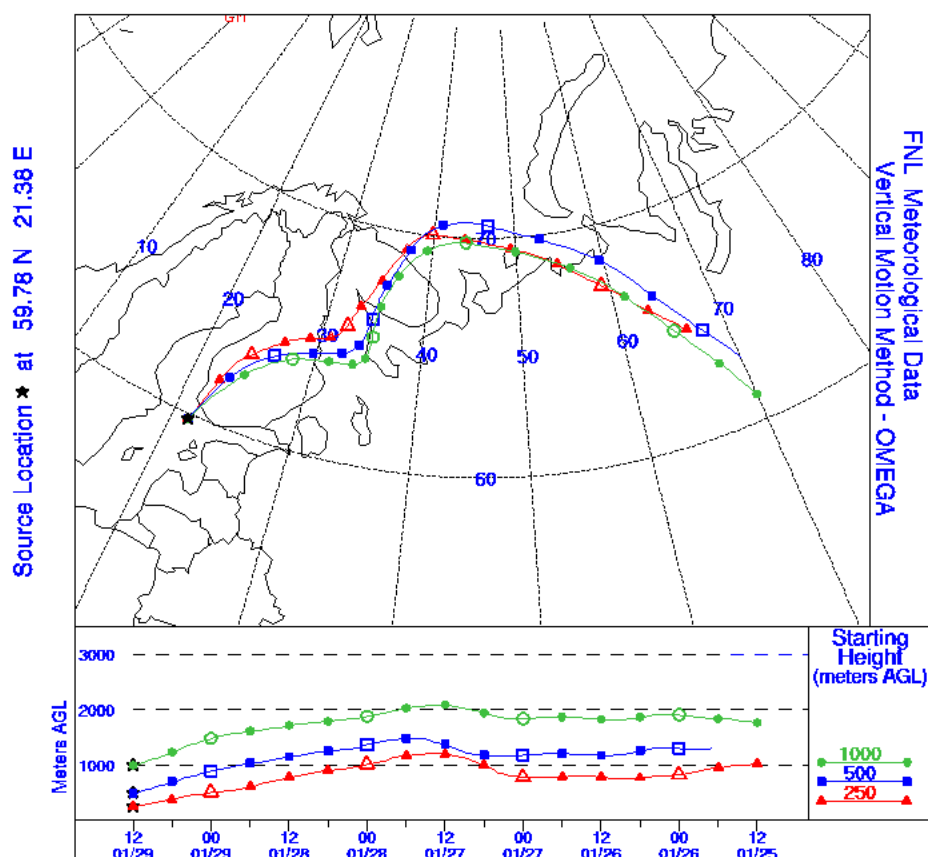 GM
Source Location ★ at 59.78 N 21.38 E
FNL Meteorological Data
Vertical Motion Method - OMEGA
10
20
30
40
50
60
70
80
70
60
Meters AGL
3000
2000
1000
Starting
Height
(meters AGL)
1000
500
250
12 00 12 00 12 00 12 00 12
01/29 01/29 01/28 01/28 01/27 01/27 01/26 01/26 01/25